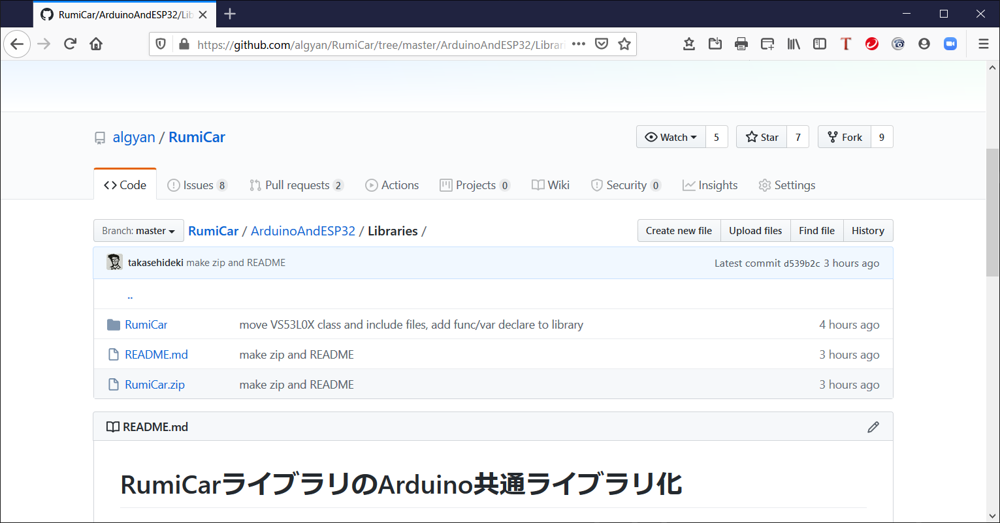 RumiCar/ArduinoAndESP32/Lib
https://github.com/algyan/RumiCar/tree/master/ArduinoAndESP32/Librari
algyan / RumiCar
Watch 5 Star 7 Fork 9
Code Issues 8 Pull requests 2 Actions Projects 0 Wiki Security 0 Insights Settings
Branch: master RumiCar / ArduinoAndESP32 / Libraries / Create new file Upload files Find file History
takasehideki make zip and README Latest commit d539b2c 3 hours ago
..
RumiCar move VS53L0X class and include files, add func/var declare to library 4 hours ago
README.md make zip and README 3 hours ago
RumiCar.zip make zip and README 3 hours ago
README.md
RumiCarライブラリのArduino共通ライブラリ化